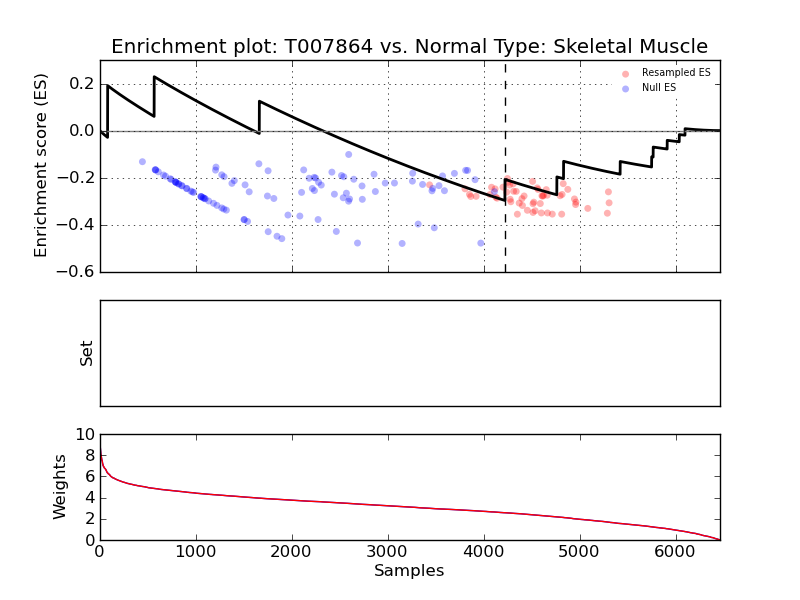 Enrichment plot: T007864 vs. Normal Type: Skeletal Muscle
Enrichment score (ES)
0.2
0.0
−0.2
−0.4
−0.6
Resampled ES
Null ES
Set
Weights
10
8
6
4
2
0
0 1000 2000 3000 4000 5000 6000
Samples